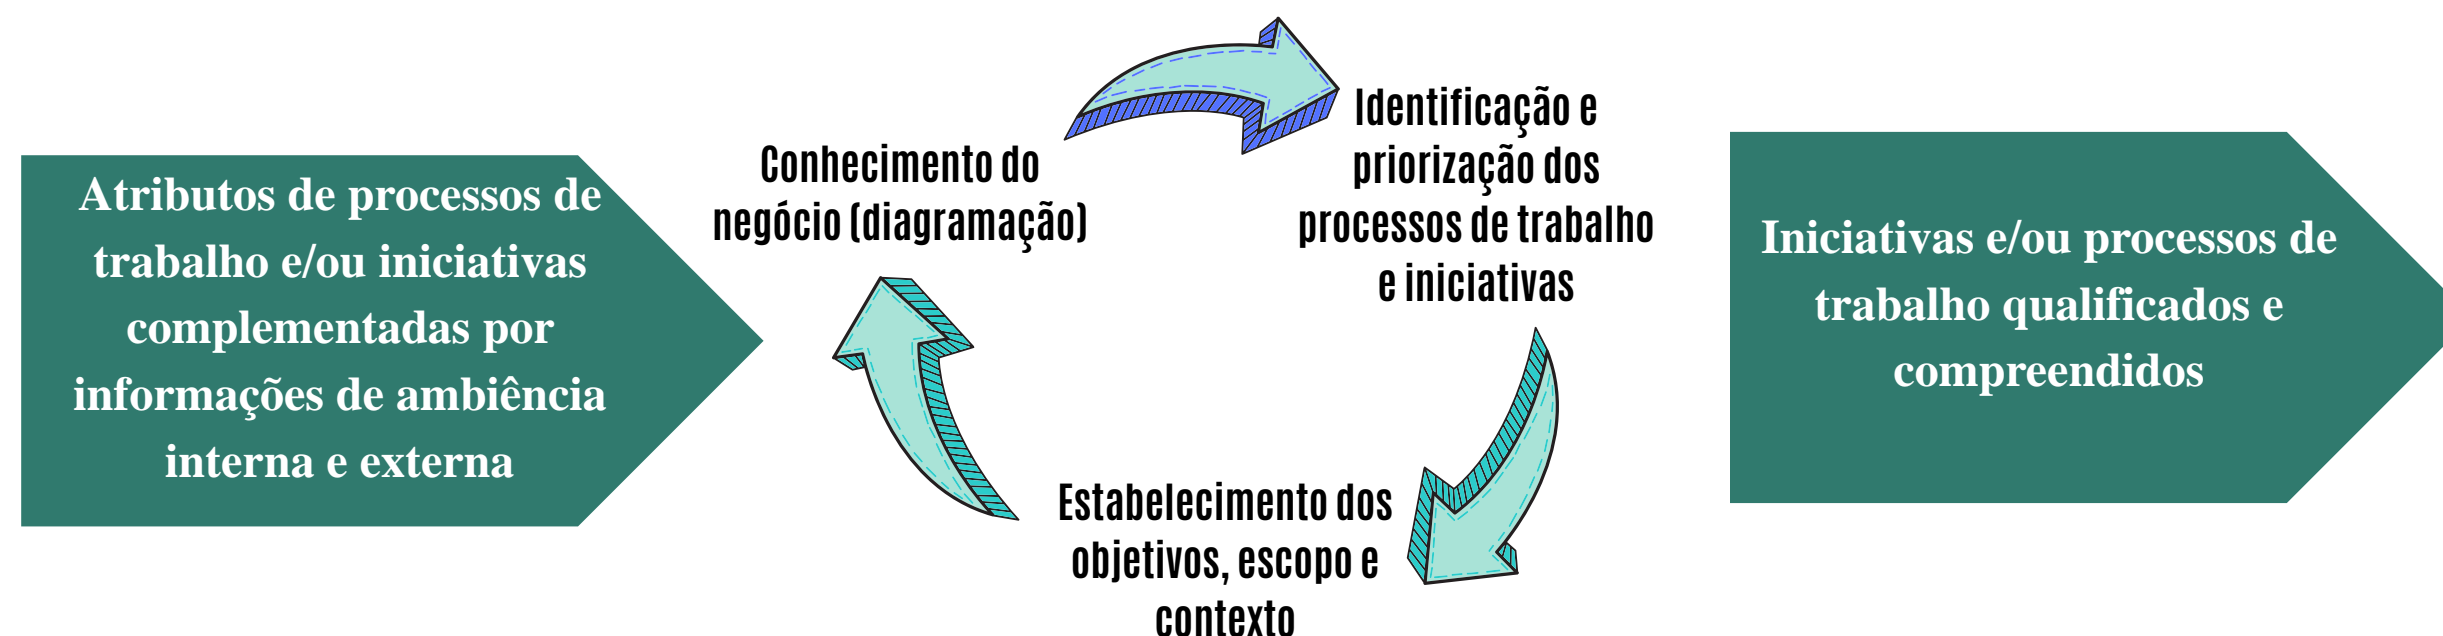 Atributos de processos de
trabalho e/ou iniciativas
complementadas por
informações de ambiência
interna e externa
Conhecimento do
negócio (diagramação)
Identificação e
priorização dos
processos de trabalho
e iniciativas
Estabelecimento dos
objetivos, escopo e
contexto
Iniciativas e/ou processos de
trabalho qualificados e
compreendidos